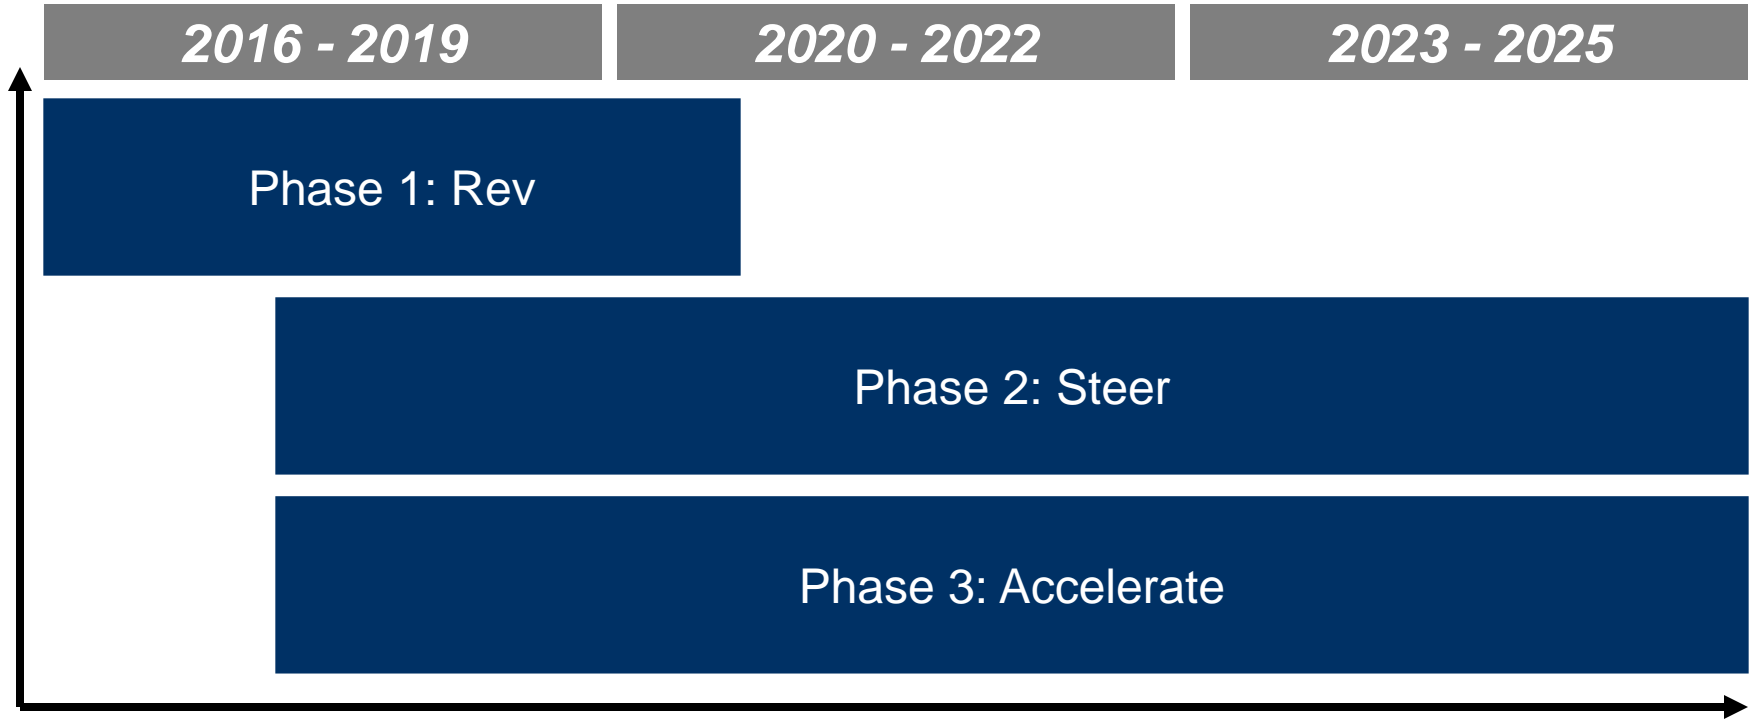 2016 - 2019
2020 - 2022
2023 - 2025
Phase 1: Rev
Phase 2: Steer
Phase 3: Accelerate